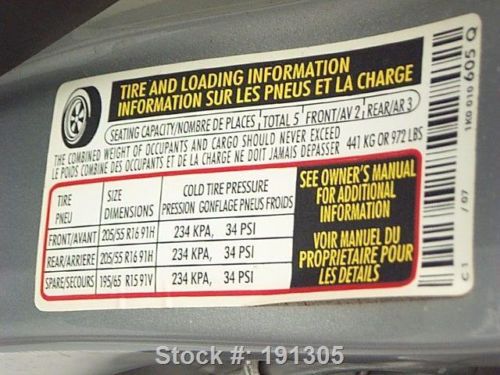 TIRE AND LOADING INFORMATION
INFORMATION SUR LES PNEUS ET LA CHARGE
SEATING CAPACITY/NOMBRE DE PLACES TOTAL 5 FRONT/AV 2 REAR/AR 3
THE COMBINED WEIGHT OF OCCUPANTS AND CARGO SHOULD NEVER EXCEED
LE POIDS COMBINE DES OCCUPANTS ET DE LA CHARGE NE DOIT JAMAIS DEPASSER 441 KG OR 972 LBS
TIRE SIZE COLD TIRE PRESSURE
PNEU DIMENSIONS PRESSION GONFLAGE PNEUS FROIDS
FRONT/AVANT 205/55 R16 91H 234 KPA, 34 PSI
REAR/ARRIERE 205/55 R16 91H 234 KPA, 34 PSI
SPARE/SECOURS 195/65 R15 91V 234 KPA, 34 PSI
SEE OWNER'S MANUAL
FOR ADDITIONAL
INFORMATION
VOIR MANUEL DU
PROPRIETAIRE POUR
LES DETAILS
1K0 010 605 Q
/07
C 1
Stock #: 191305